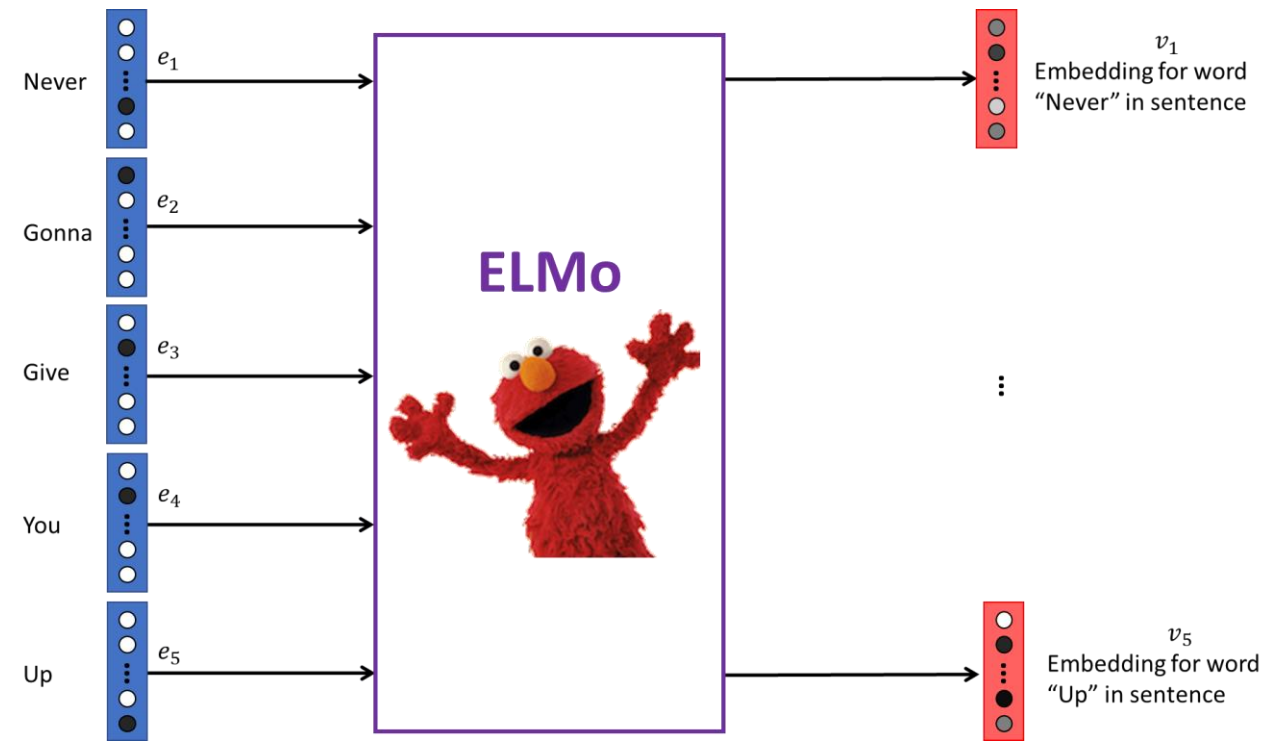 Never
e₁
Gonna
e₂
Give
e₃
You
e₄
Up
e₅
ELMo
v₁
Embedding for word
“Never” in sentence
⋮
v₅
Embedding for word
“Up” in sentence